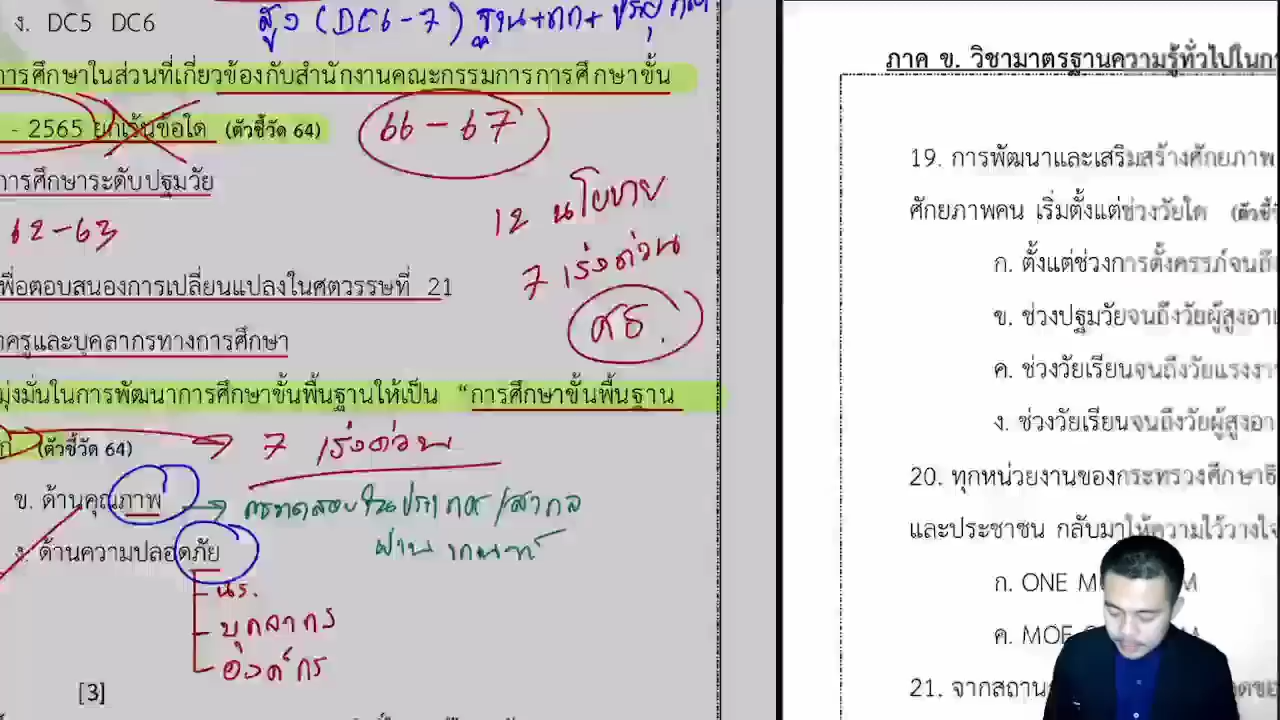 ง. DC5 DC6
สูง (DC6-7) ฐาน+กก+ ประยุกต์
การศึกษาในส่วนที่เกี่ยวข้องกับสำนักงานคณะกรรมการการศึกษาขั้น
- 2565 ยกเว้นข้อใด (ตัวชี้วัด 64)
66-67
การศึกษาระดับปฐมวัย
62-63
12 นโยบาย
7 เร่งด่วน
พื่อตอบสนองการเปลี่ยนแปลงในศตวรรษที่ 21
ศธ.
ครูและบุคลากรทางการศึกษา
มุ่งมั่นในการพัฒนาการศึกษาขั้นพื้นฐานให้เป็น "การศึกษาขั้นพื้นฐาน
(ตัวชี้วัด 64)
7 เร่งด่วน
ข. ด้านคุณภาพ
การทดสอบในประเทศ/สากล
ผ่านเกณฑ์
ง. ด้านความปลอดภัย
นร.
บุคลากร
องค์กร
[3]
ภาค ข. วิชามาตรฐานความรู้ทั่วไปใน
19. การพัฒนาและเสริมสร้างศักยภาพ
ศักยภาพคน เริ่มตั้งแต่ช่วงวัยใด
ก. ตั้งแต่ช่วงการตั้งครรภ์จนถึง
ข. ช่วงปฐมวัยจนถึงวัยผู้สูงอา
ค. ช่วงวัยเรียนจนถึงวัยแรงงา
ง. ช่วงวัยเรียนจนถึงวัยผู้สูงอา
20. ทุกหน่วยงานของกระทรวงศึกษาธิ
และประชาชน กลับมาให้ความไว้วางใจ
ก. ONE
ค. MOE
21. จากสถาน